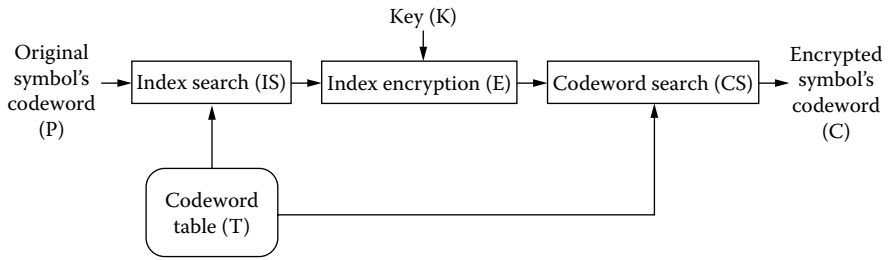 Key (K)
Original
symbol's
codeword
(P)
Index search (IS)
Index encryption (E)
Codeword search (CS)
Encrypted
symbol's
codeword
(C)
Codeword
table (T)